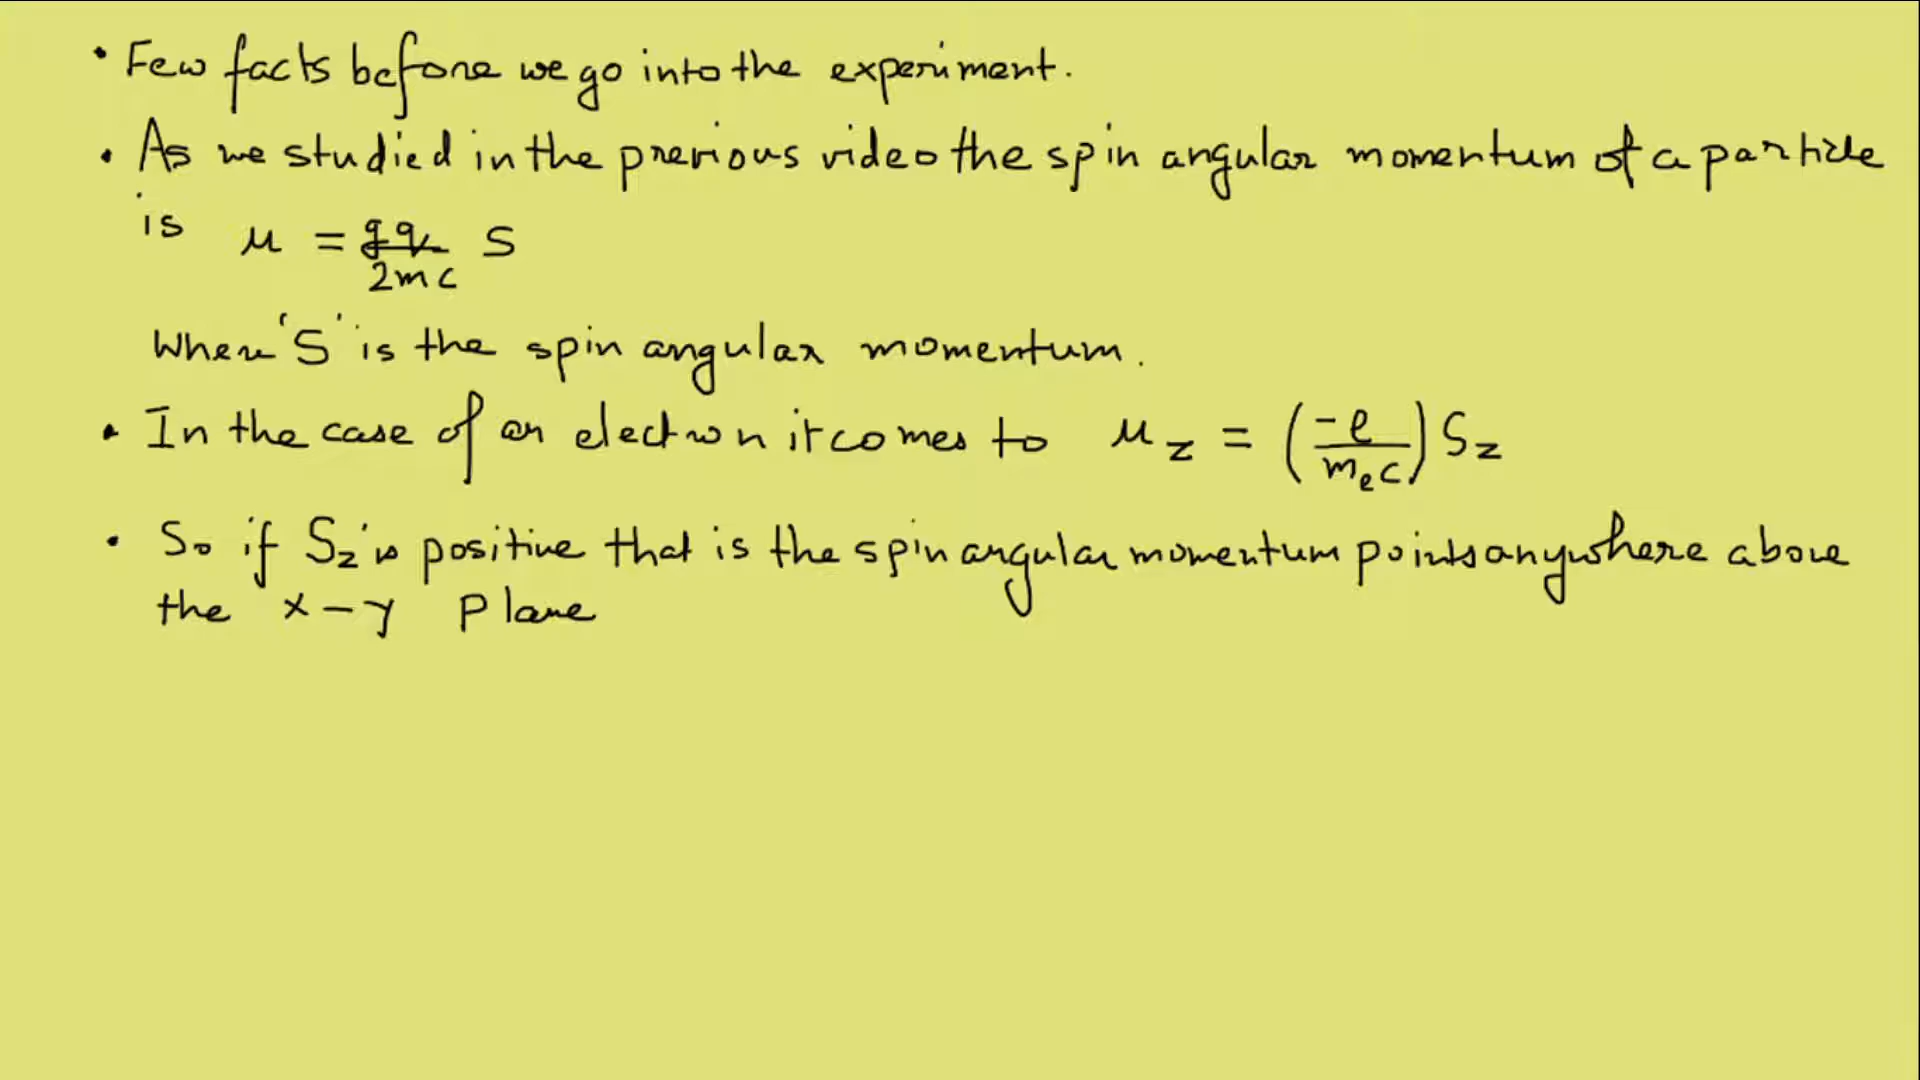 • Few facts before we go into the experiment.
• As we studied in the previous video the spin angular momentum of a particle
is μ = gq/2mc S
Where 'S' is the spin angular momentum.
• In the case of an electron it comes to μz = (-e/mec) Sz
• So if Sz is positive that is the spin angular momentum points anywhere above
the x-y plane